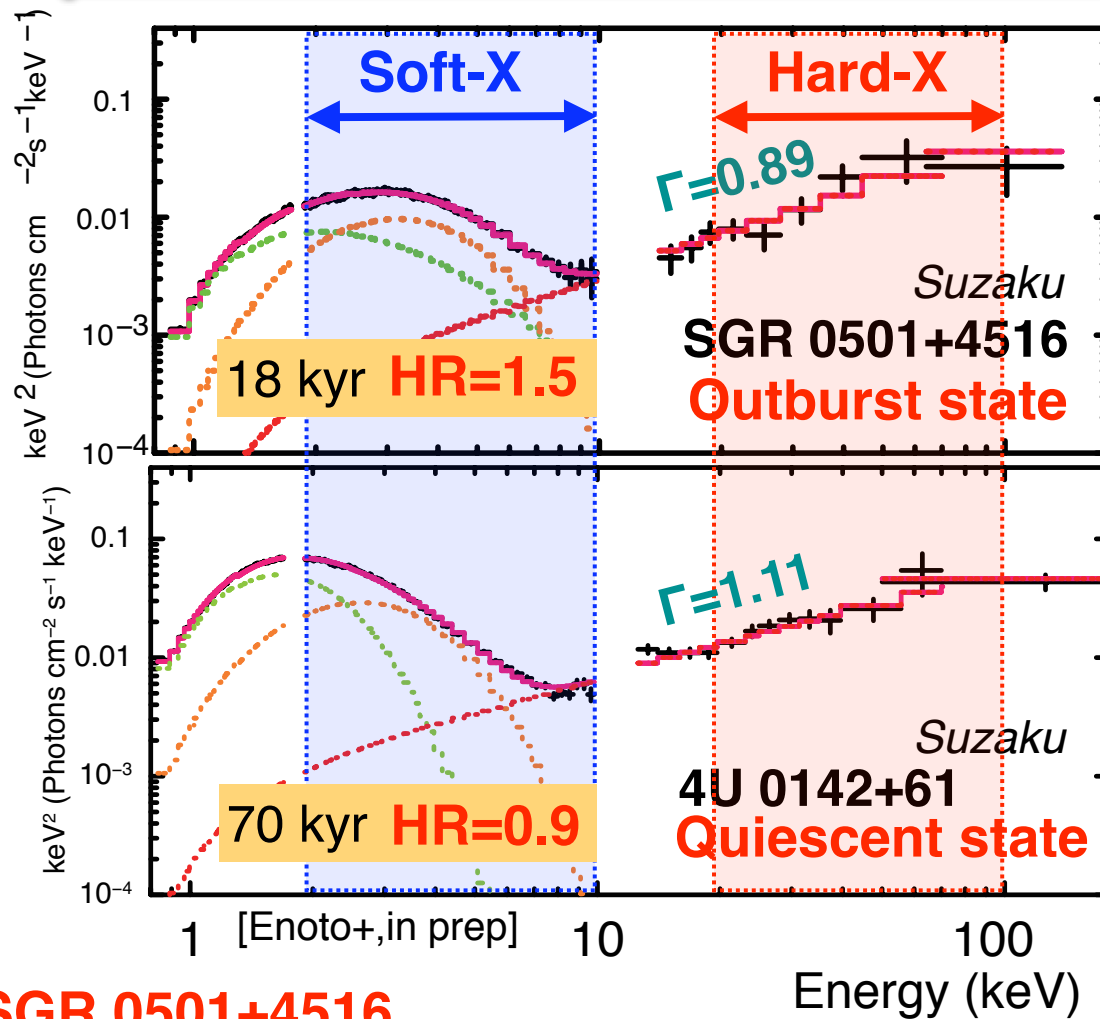 keV 2 (Photons cm −2s−1keV −1)
0.1
0.01
10−3
10−4
Soft-X
Hard-X
Γ=0.89
Suzaku
SGR 0501+4516
Outburst state
18 kyr HR=1.5
keV² (Photons cm⁻² s⁻¹ keV⁻¹)
0.1
0.01
10⁻³
10⁻⁴
Γ=1.11
Suzaku
4U 0142+61
Quiescent state
70 kyr HR=0.9
1
10
100
[Enoto+,in prep]
Energy (keV)
SGR 0501+4516